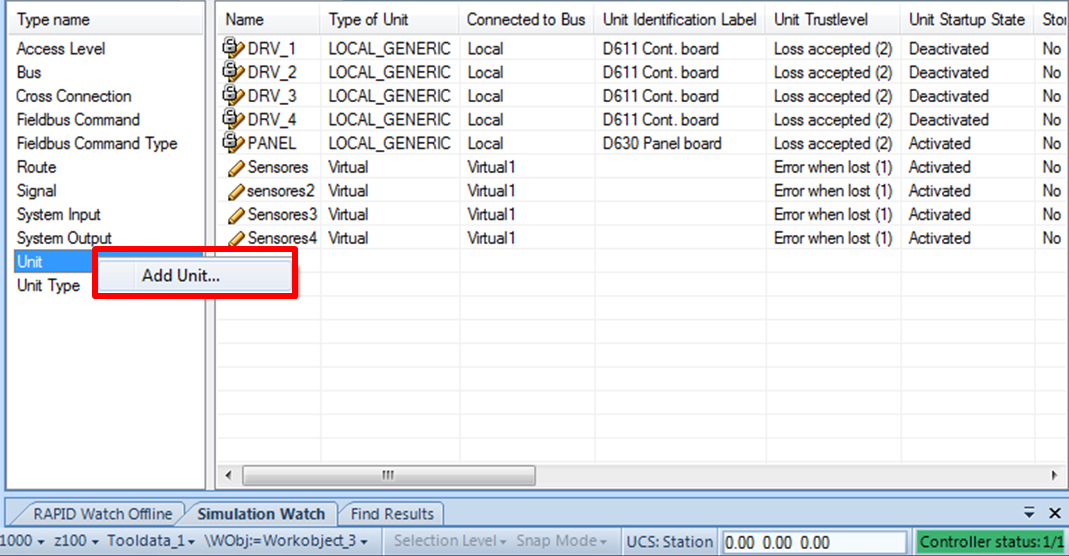 Type name
Access Level
Bus
Cross Connection
Fieldbus Command
Fieldbus Command Type
Route
Signal
System Input
System Output
Unit
Unit Type
Add Unit...
Name Type of Unit Connected to Bus Unit Identification Label Unit Trustlevel Unit Startup State Stor
DRV_1 LOCAL_GENERIC Local D611 Cont. board Loss accepted (2) Deactivated No
DRV_2 LOCAL_GENERIC Local D611 Cont. board Loss accepted (2) Deactivated No
DRV_3 LOCAL_GENERIC Local D611 Cont. board Loss accepted (2) Deactivated No
DRV_4 LOCAL_GENERIC Local D611 Cont. board Loss accepted (2) Deactivated No
PANEL LOCAL_GENERIC Local D630 Panel board Loss accepted (2) Activated No
Sensores Virtual Virtual1 Error when lost (1) Activated No
sensores2 Virtual Virtual1 Error when lost (1) Activated No
Sensores3 Virtual Virtual1 Error when lost (1) Activated No
Sensores4 Virtual Virtual1 Error when lost (1) Activated No
RAPID Watch Offline Simulation Watch Find Results
1000 z100 Tooldata_1 \WObj:=Workobject_3 Selection Level Snap Mode UCS: Station 0.00 0.00 0.00 Controller status: 1/1